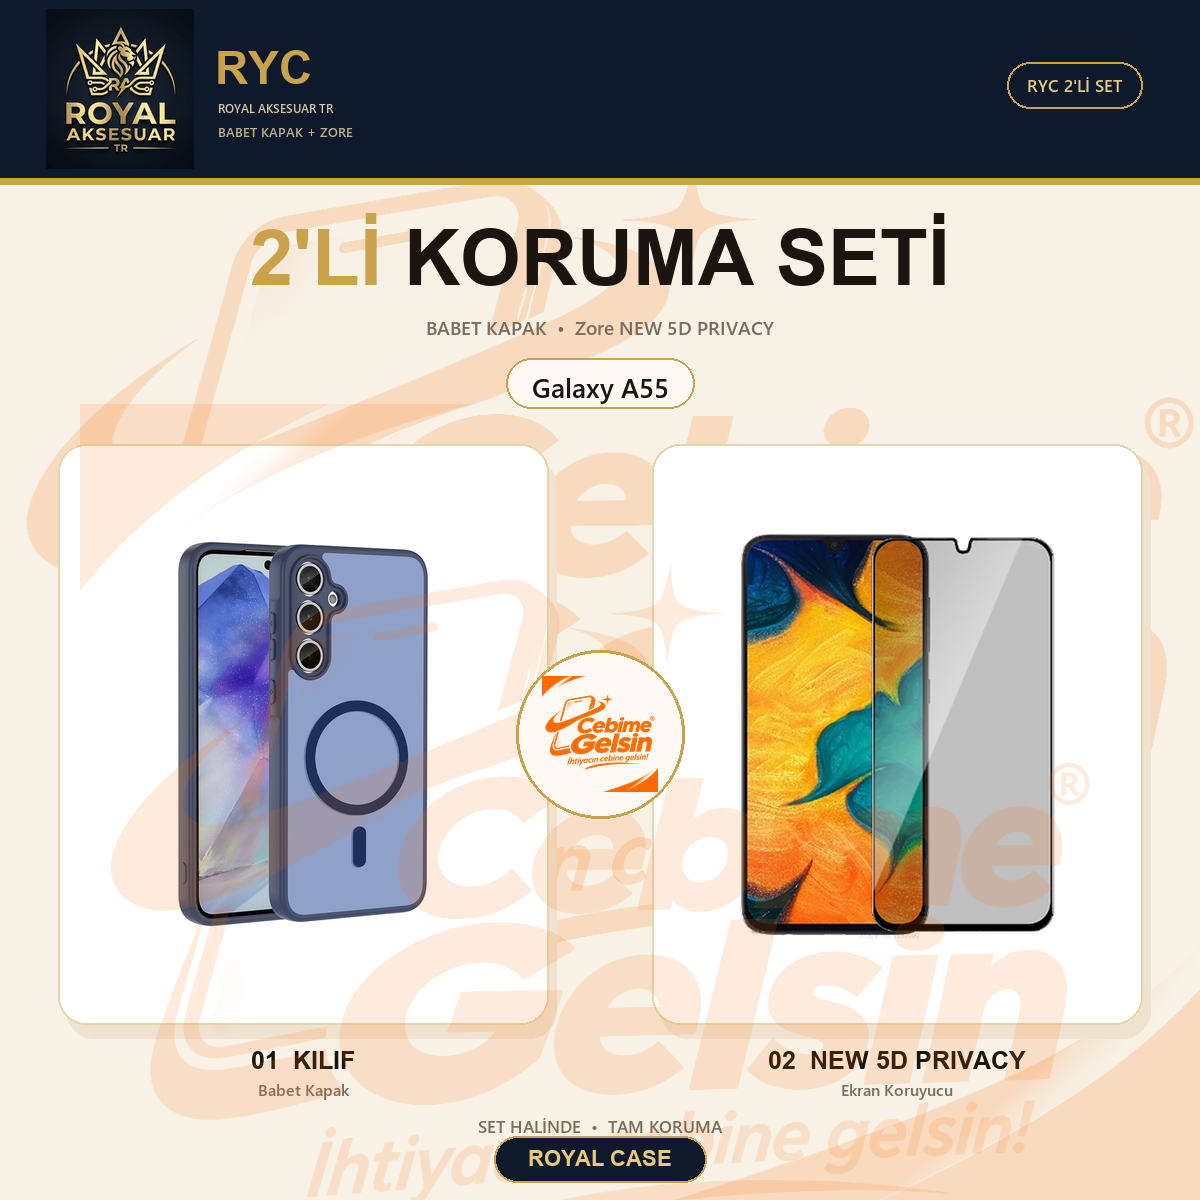 ROYAL
AKSESUAR
TR
RYC
ROYAL AKSESUAR TR
BABET KAPAK + ZORE
RYC 2'Lİ SET
2'Lİ KORUMA SETİ
BABET KAPAK • Zore NEW 5D PRIVACY
Galaxy A55
Cebime
Gelsin
®
İhtiyacın cebine gelsin!
®
®
Cebime
Gelsin
01 KILIF
Babet Kapak
02 NEW 5D PRIVACY
Ekran Koruyucu
SET HALİNDE • TAM KORUMA
ROYAL CASE